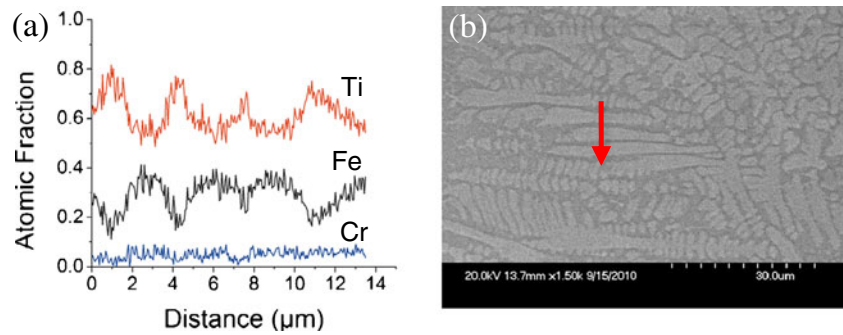 (a)
1.0
0.8
0.6
0.4
0.2
0.0
Atomic Fraction
Ti
Fe
Cr
0 2 4 6 8 10 12 14
Distance (μm)
(b)
20.0kV 13.7mm x1.50k 9/15/2010
30.0um